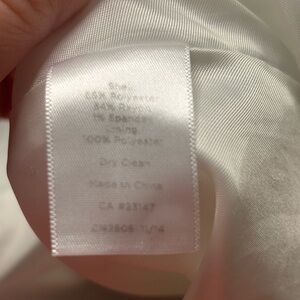 Shell:
65% Polyester
34% Rayon
1% Spandex
Lining:
100% Polyester
Dry Clean
Made in China
CA #23147